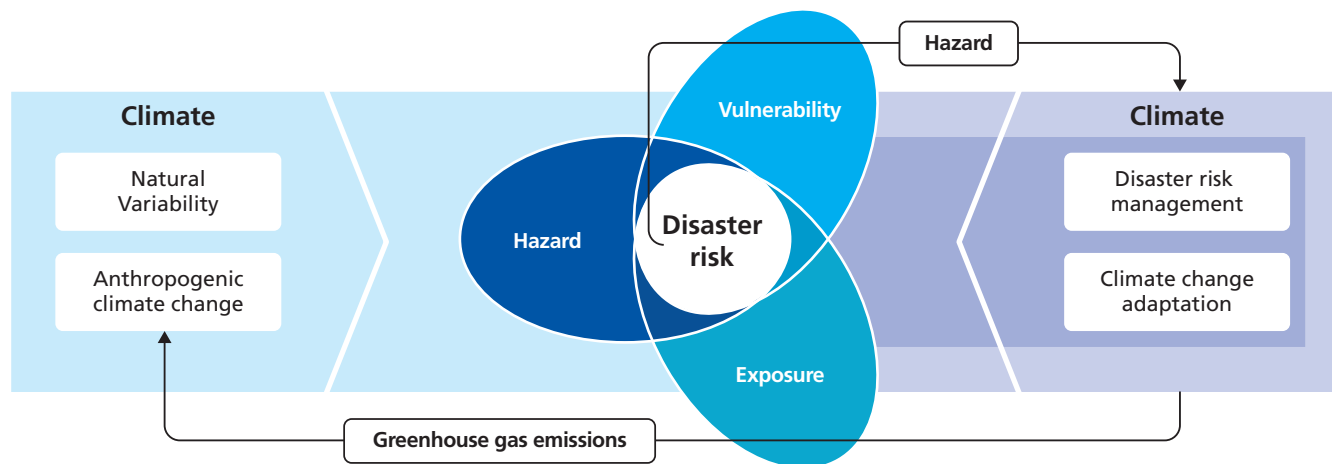 Climate
Natural
Variability
Anthropogenic
climate change
Hazard
Vulnerability
Disaster
risk
Exposure
Hazard
Climate
Disaster risk
management
Climate change
adaptation
Greenhouse gas emissions